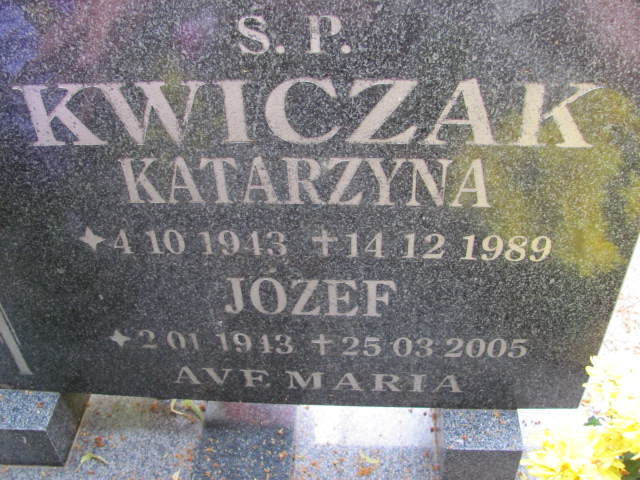 Ś. P.
KWICZAK
KATARZYNA
✦4 10 1943 ✝14 12 1989
JÓZEF
✦2 01 1943 ✝25 03 2005
AVE MARIA